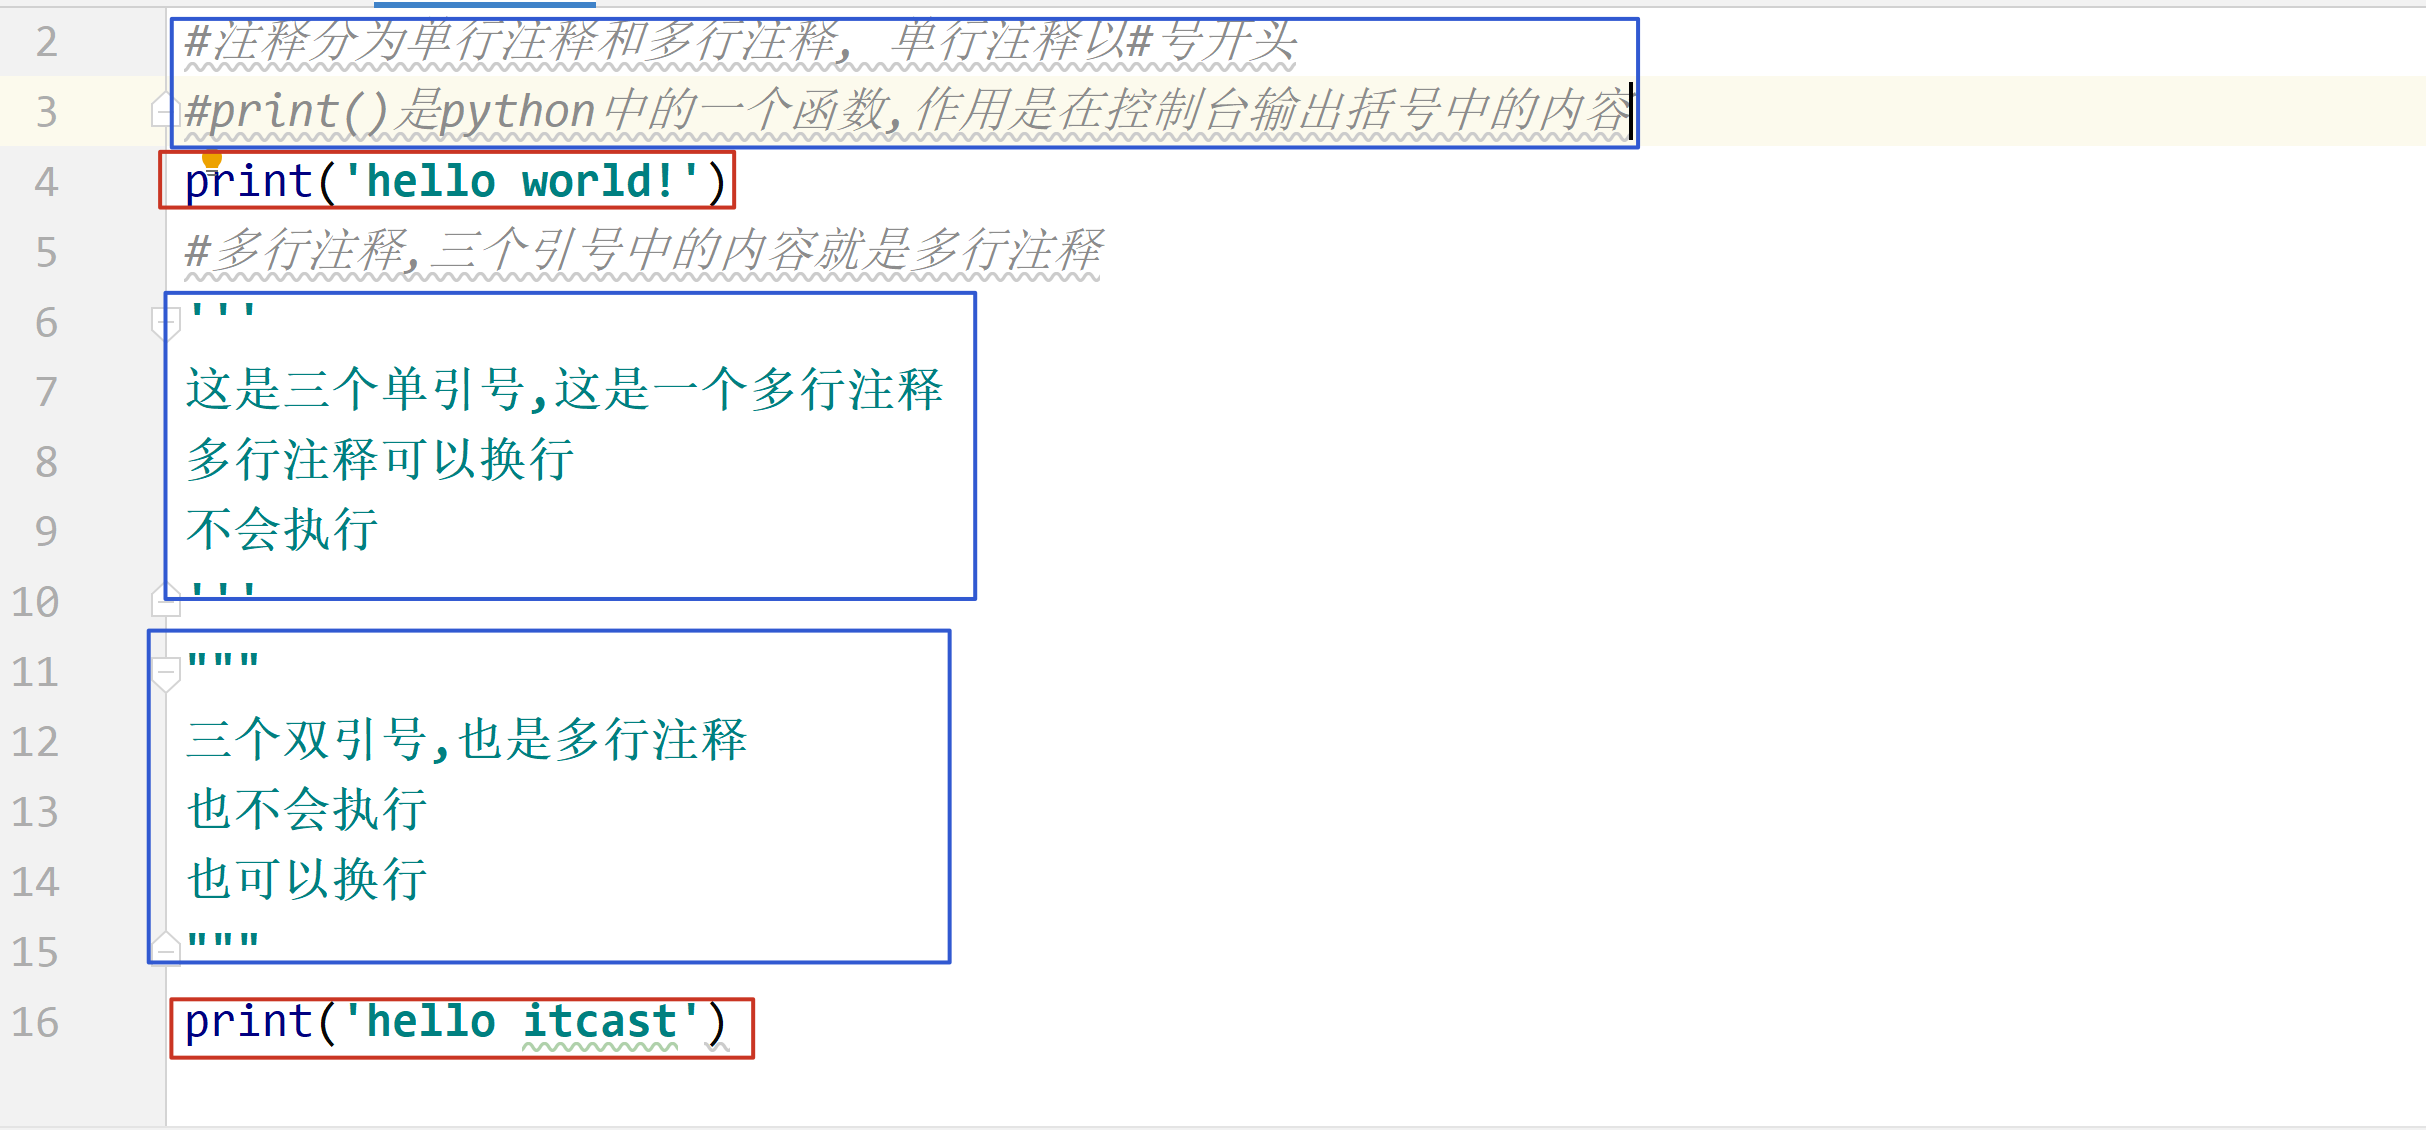 2 #注释分为单行注释和多行注释, 单行注释以#号开头
3 #print()是python中的一个函数,作用是在控制台输出括号中的内容
4 print('hello world!')
5 #多行注释,三个引号中的内容就是多行注释
6 '''
7 这是三个单引号,这是一个多行注释
8 多行注释可以换行
9 不会执行
10 '''
11 """
12 三个双引号,也是多行注释
13 也不会执行
14 也可以换行
15 """
16 print('hello itcast')